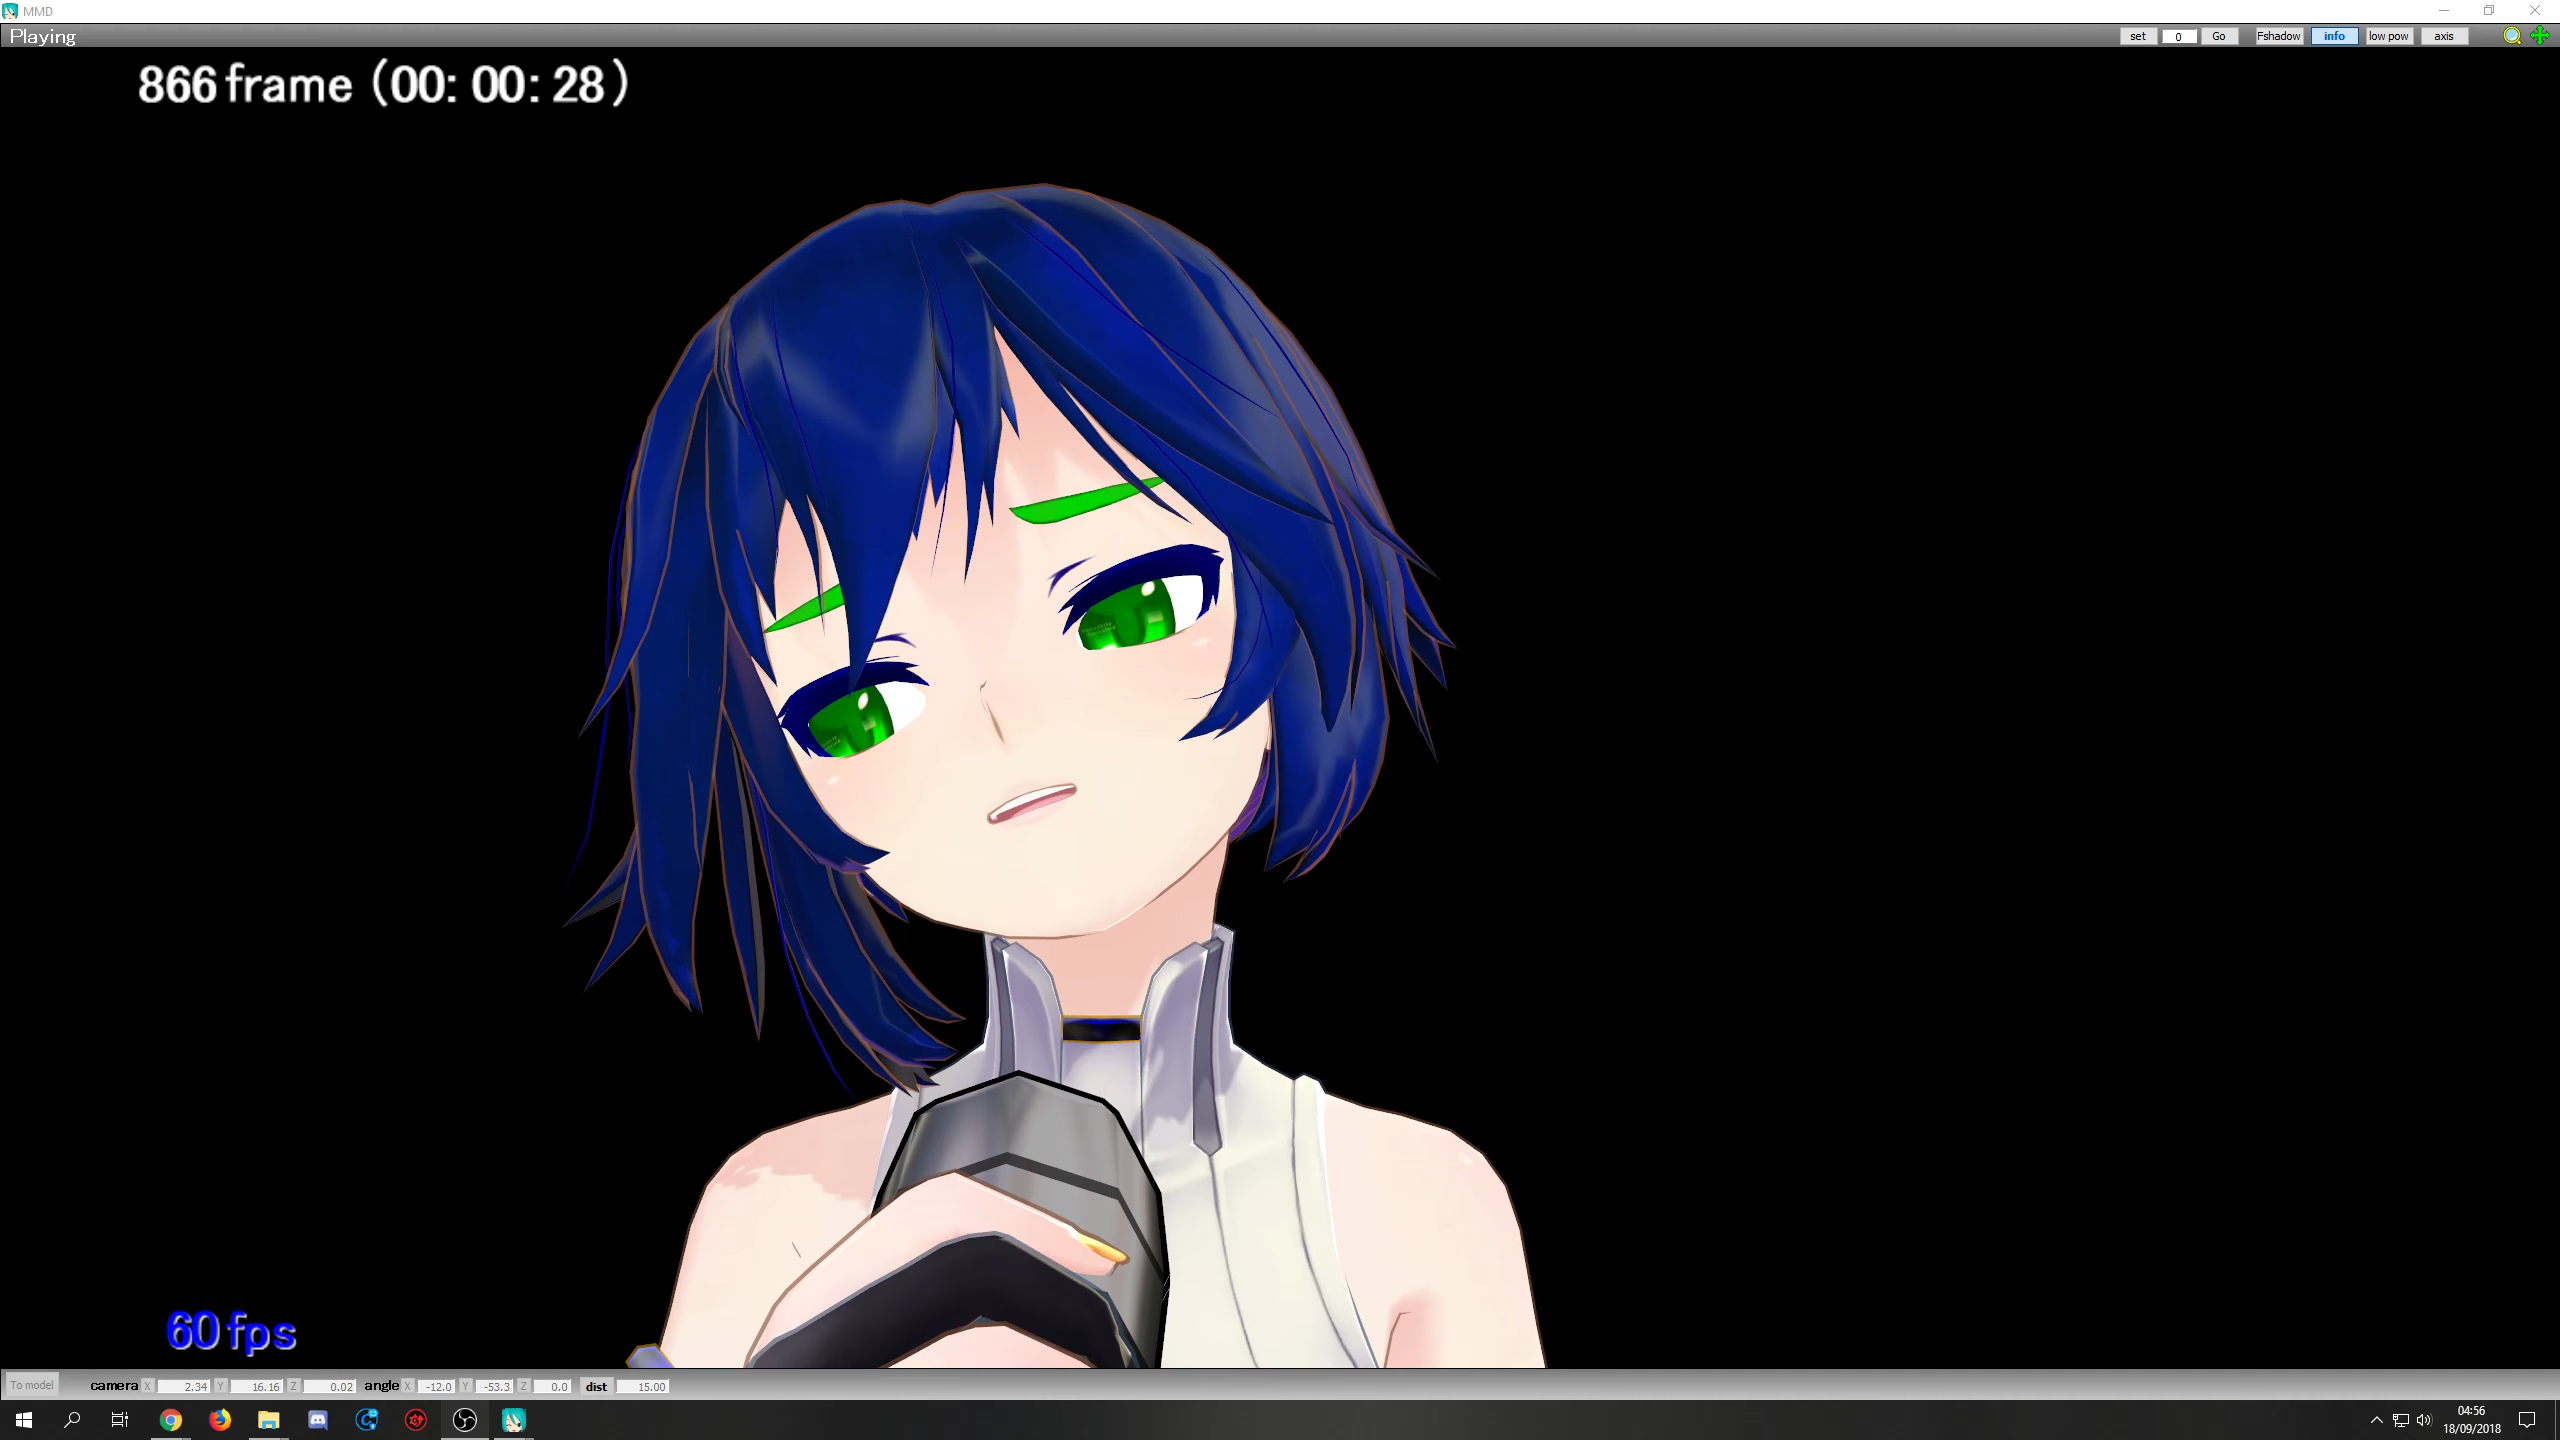 MMD
Playing
set 0 Go Fshadow info low pow axis
866 frame (00: 00: 28)
60 fps
To model camera X 2.34 Y 16.16 Z 0.02 angle X -12.0 Y -53.3 Z 0.0 dist 15.00
04:56
18/09/2018